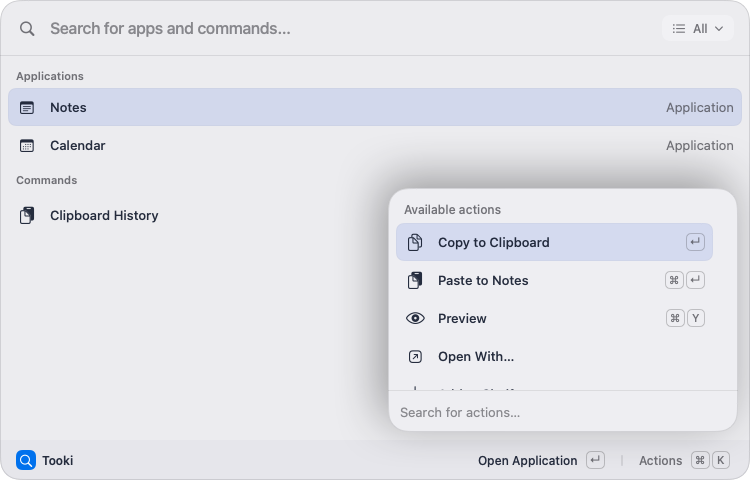 Search for apps and commands...
All
Applications
Notes
Application
Calendar
Application
Commands
Clipboard History
Available actions
Copy to Clipboard ↵
Paste to Notes ⌘ ↵
Preview ⌘ Y
Open With...
Search for actions...
Tooki
Open Application ↵
Actions ⌘ K